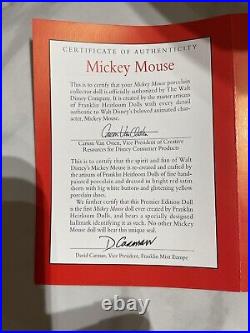 CERTIFICATE OF AUTHENTICITY
Mickey Mouse
This is to certify that your Mickey Mouse porcelain
collector doll is officially authorized by The Walt
Disney Company. It is created by the master artists
of Franklin Heirloom Dolls with every detail
authentic to Walt Disney's beloved animated charac-
ter, Mickey Mouse.
Carson Van Osten, Vice President of Creative
Resources for Disney Consumer Products
This is to certify that the spirit and fun of Walt
Disney's Mickey Mouse is captured and crafted by
the artisans of Franklin Heirloom Dolls of fine hand-
painted porcelain and dressed in bright red satin
shorts with big white buttons and glistening yellow
porcelain shoes.
We further certify that this Premier Edition Doll is
the first Mickey Mouse doll ever created by Franklin
Heirloom Dolls, and bears a specially designed
hallmark identifying it as such. No other Mickey
Mouse doll will bear this unique seal.
David Carman, Vice President, Franklin Mint Europe